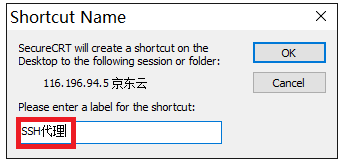 Shortcut Name
SecureCRT will create a shortcut on the
Desktop to the following session or folder:
OK
116.196.94.5 京东云
Cancel
Please enter a label for the shortcut:
SSH代理